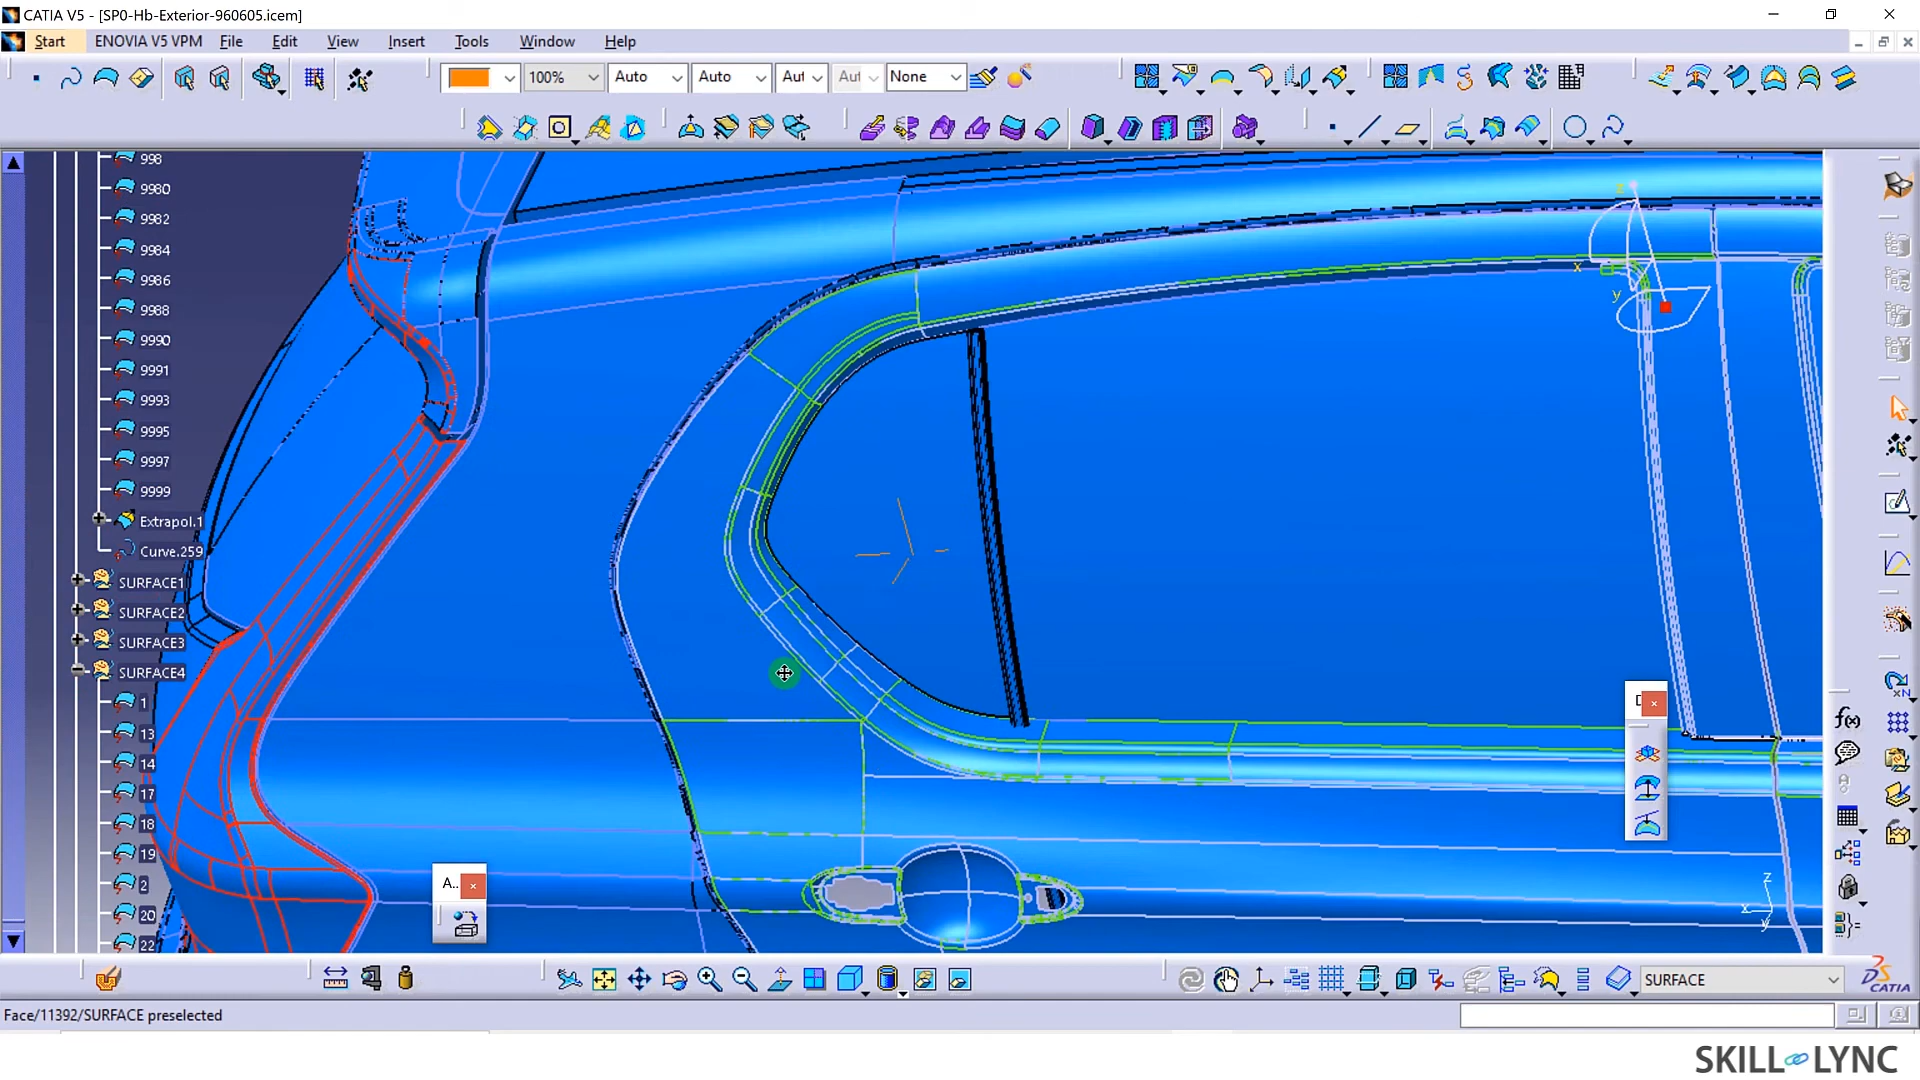 CATIA V5 - [SP0-Hb-Exterior-960605.icem]
Start ENOVIA V5 VPM File Edit View Insert Tools Window Help
100% Auto Auto Aut Aut None
998
9980
9982
9984
9986
9988
9990
9991
9993
9995
9997
9999
Extrapol.1
Curve.259
SURFACE1
SURFACE2
SURFACE3
SURFACE4
1
13
14
17
18
19
2
20
22
z
x
y
A..
f(x)
z
x
y
SURFACE
CATIA
Face/11392/SURFACE preselected
SKILL LYNC